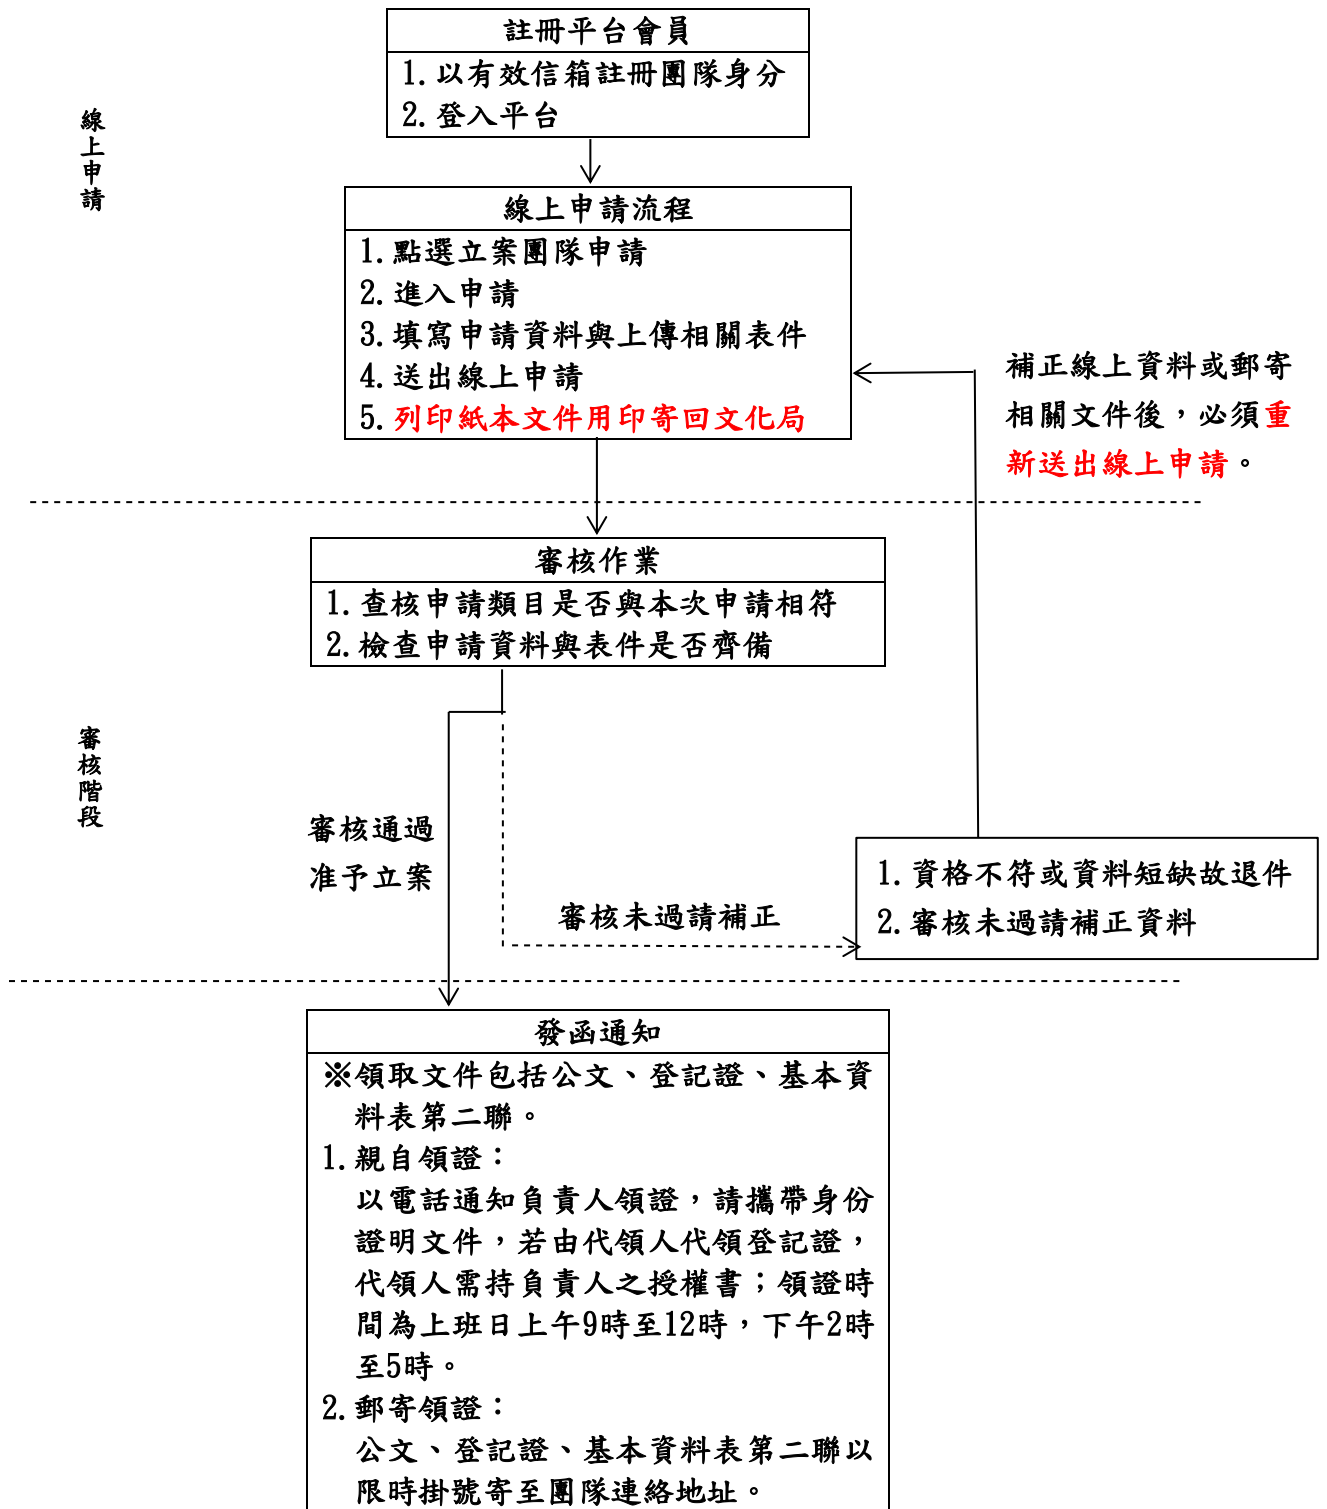 註冊平台會員
1.以有效信箱註冊團隊身分
2.登入平台
線上申請
線上申請流程
1.點選立案團隊申請
2.進入申請
3.填寫申請資料與上傳相關表件
4.送出線上申請
5.列印紙本文件用印寄回文化局
補正線上資料或郵寄
相關文件後，必須重
新送出線上申請。
審核作業
1.查核申請類目是否與本次申請相符
2.檢查申請資料與表件是否齊備
審核階段
審核通過
准予立案
審核未過請補正
1.資格不符或資料短缺故退件
2.審核未過請補正資料
發函通知
※領取文件包括公文、登記證、基本資
料表第二聯。
1.親自領證：
以電話通知負責人領證，請攜帶身份
證明文件，若由代領人代領登記證，
代領人需持負責人之授權書；領證時
間為上班日上午9時至12時，下午2時
至5時。
2.郵寄領證：
公文、登記證、基本資料表第二聯以
限時掛號寄至團隊連絡地址。